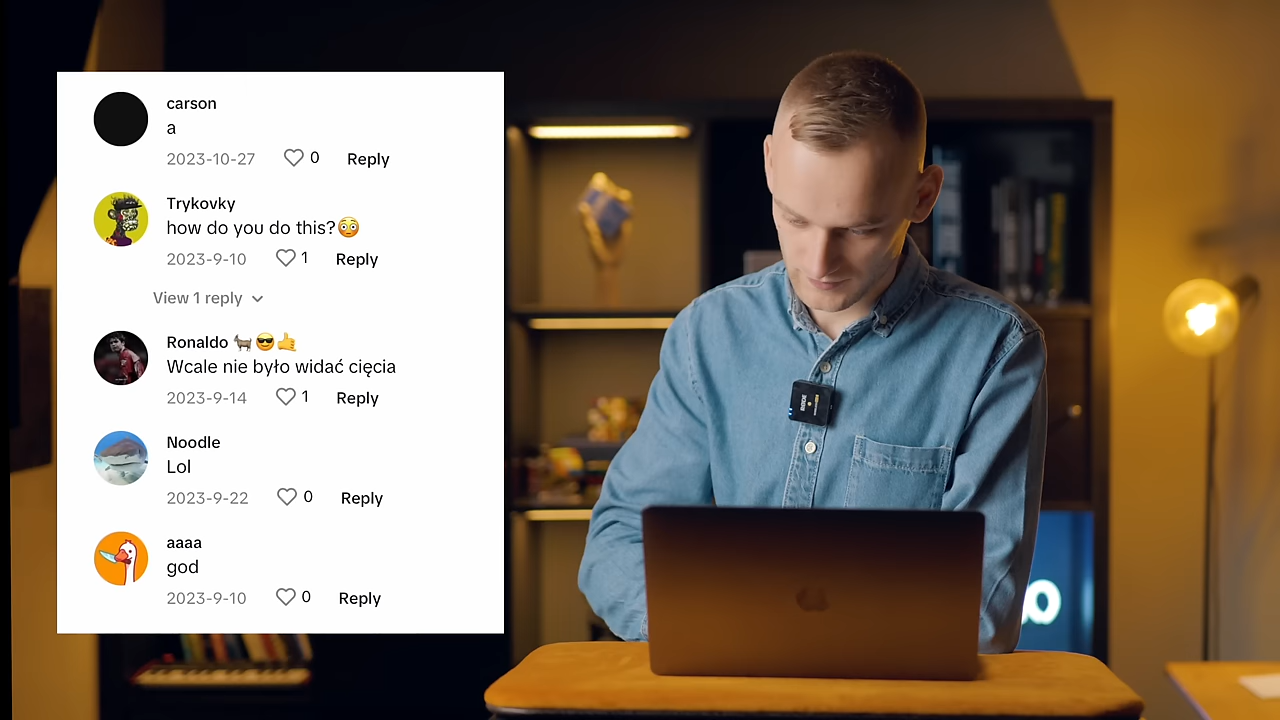 carson
a
2023-10-27 0 Reply
Trykovky
how do you do this?😳
2023-9-10 1 Reply
View 1 reply
Ronaldo 🐐😎🤙
Wcale nie było widać cięcia
2023-9-14 1 Reply
Noodle
Lol
2023-9-22 0 Reply
aaaa
god
2023-9-10 0 Reply
RØDE